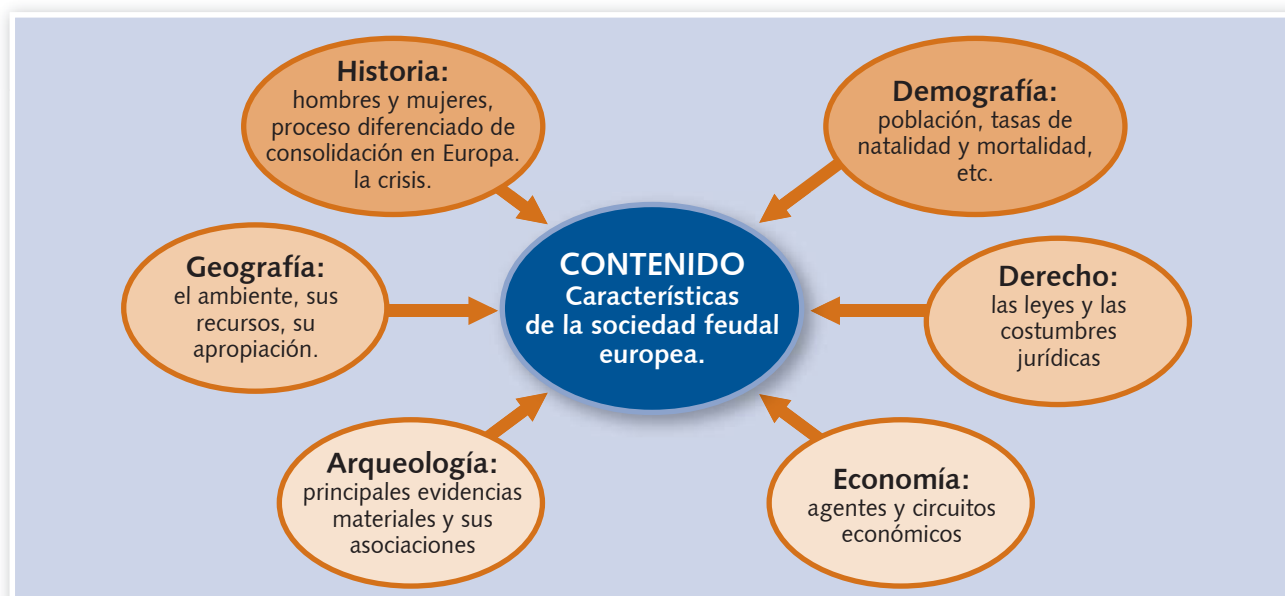 Historia:
hombres y mujeres,
proceso diferenciado de
consolidación en Europa.
la crisis.
Demografía:
población, tasas de
natalidad y mortalidad,
etc.
Geografía:
el ambiente, sus
recursos, su
apropiación.
CONTENIDO
Características
de la sociedad feudal
europea.
Derecho:
las leyes y las
costumbres
jurídicas
Arqueología:
principales evidencias
materiales y sus
asociaciones
Economía:
agentes y circuitos
económicos